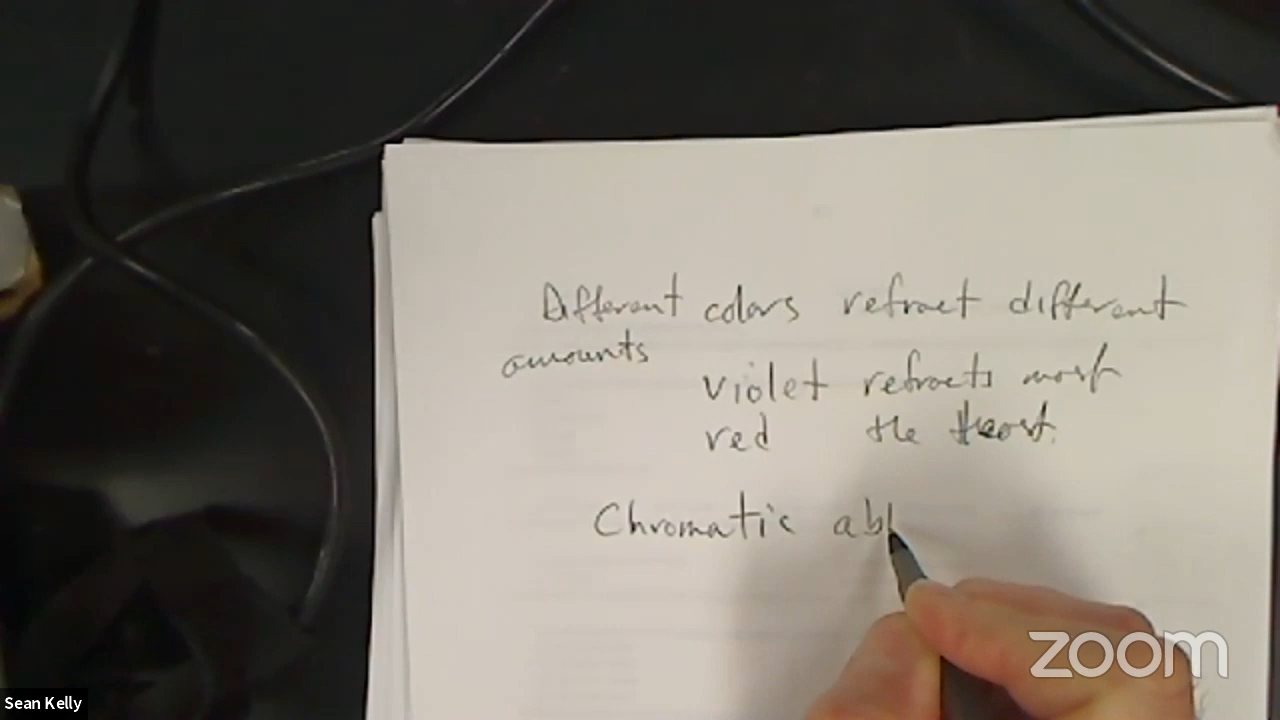 Different colors refract different
amounts
violet refracts most
red the least.
Chromatic ab
zoom
Sean Kelly